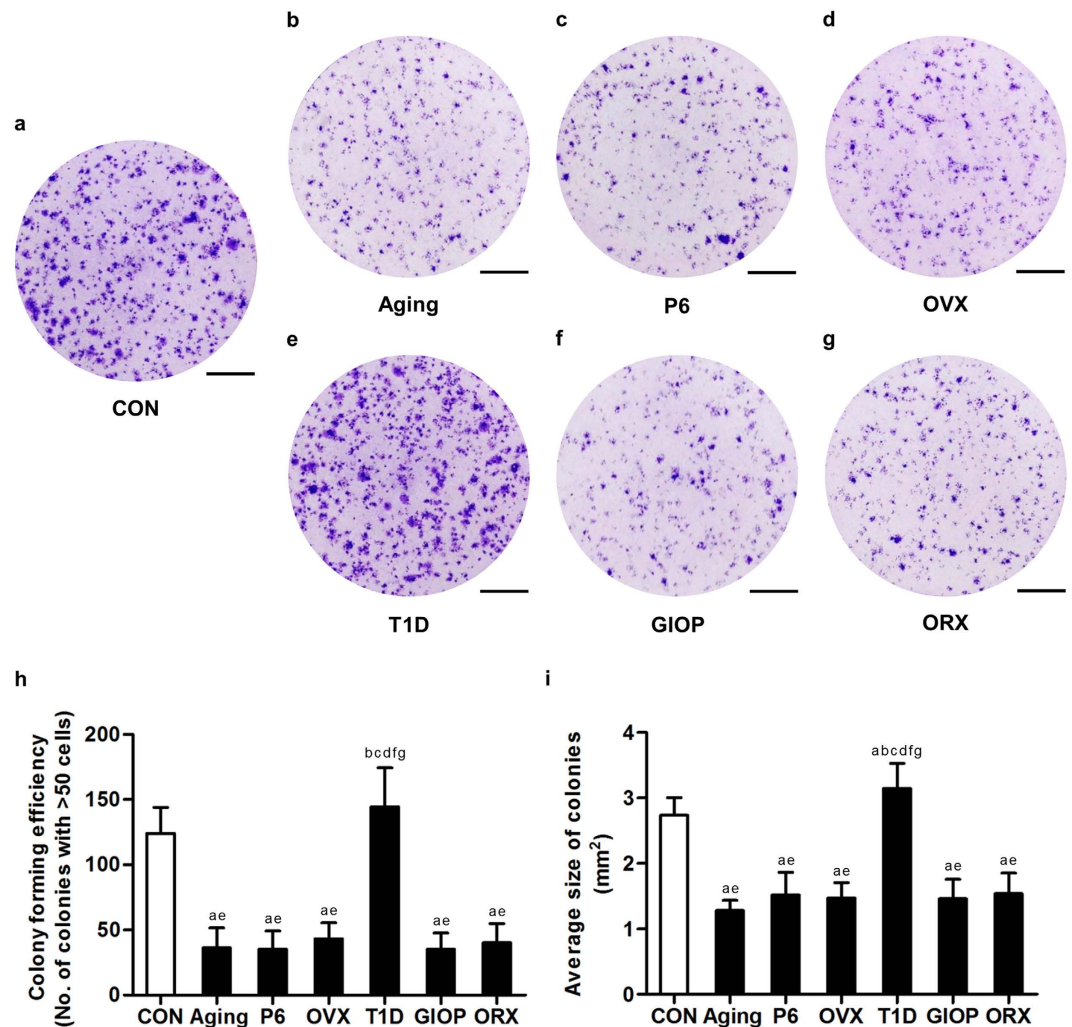 b
c
d
a
Aging
P6
OVX
e
f
g
CON
T1D
GIOP
ORX
h
Colony forming efficiency
(No. of colonies with >50 cells)
200
150
100
50
0
ae
ae
ae
bcdfg
ae
ae
CON Aging P6 OVX T1D GIOP ORX
i
Average size of colonies
(mm²)
4
3
2
1
0
ae
ae
ae
abcdfg
ae
ae
CON Aging P6 OVX T1D GIOP ORX